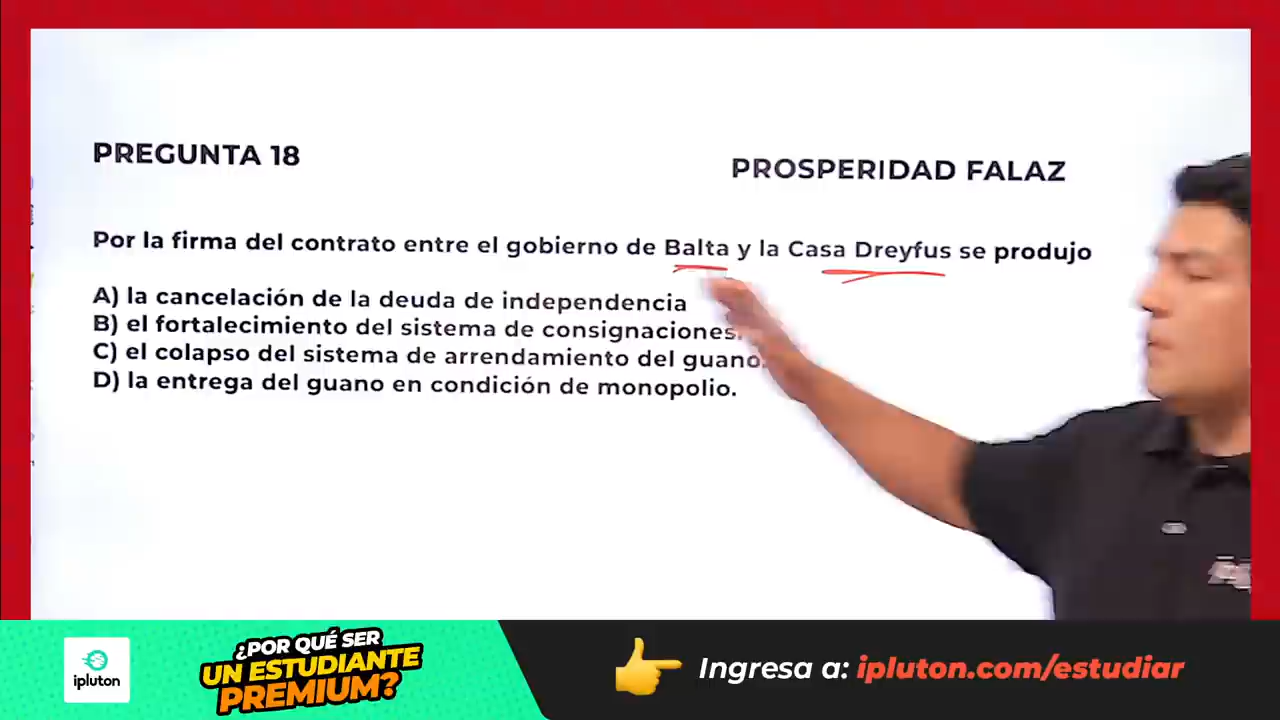 PREGUNTA 18
PROSPERIDAD FALAZ
Por la firma del contrato entre el gobierno de Balta y la Casa Dreyfus se produjo
A) la cancelación de la deuda de independencia
B) el fortalecimiento del sistema de consignaciones.
C) el colapso del sistema de arrendamiento del guano.
D) la entrega del guano en condición de monopolio.
ipluton
¿POR QUÉ SER
UN ESTUDIANTE
PREMIUM?
Ingresa a: ipluton.com/estudiar